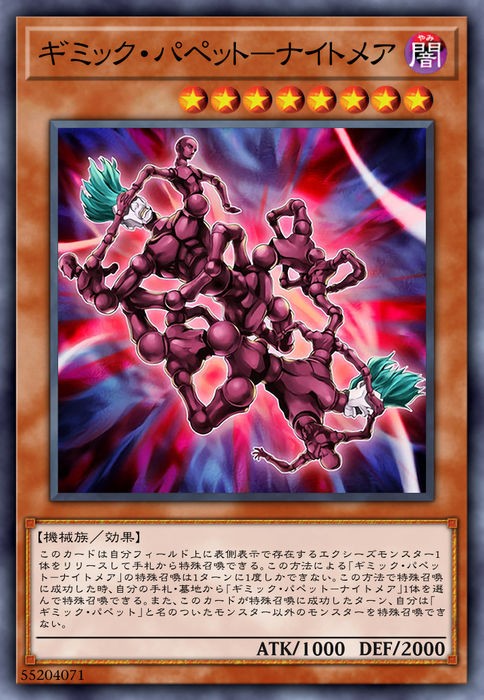 ギミック・パペットーナイトメア
やみ
闇
【機械族/効果】
このカードは自分フィールド上に表側表示で存在するエクシーズモンスター1
体をリリースして手札から特殊召喚できる。この方法による「ギミック・パペッ
トーナイトメア」の特殊召喚は1ターンに1度しかできない。この方法で特殊召喚
に成功した時、自分の手札・墓地から「ギミック・パペットーナイトメア」1体を選
んで特殊召喚できる。また、このカードが特殊召喚に成功したターン、自分は「
ギミック・パペット」と名のついたモンスター以外のモンスターを特殊召喚でき
ない。
ATK/1000 DEF/2000
55204071